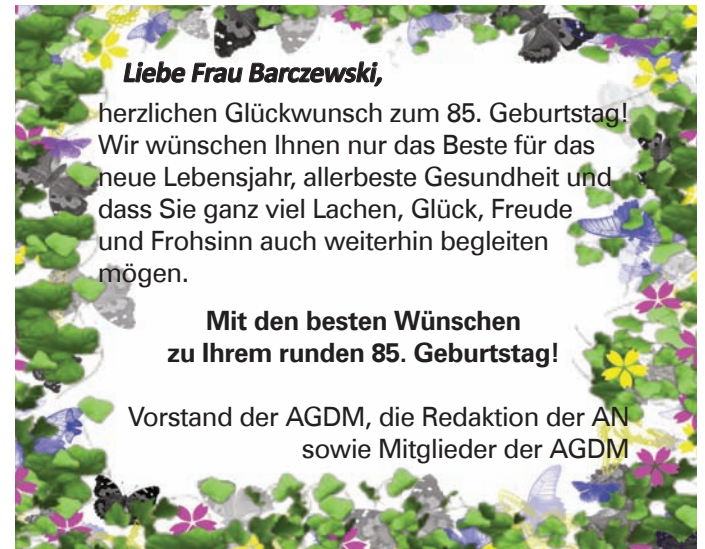 Liebe Frau Barczewski,
herzlichen Glückwunsch zum 85. Geburtstag!
Wir wünschen Ihnen nur das Beste für das
neue Lebensjahr, allerbeste Gesundheit und
dass Sie ganz viel Lachen, Glück, Freude
und Frohsinn auch weiterhin begleiten
mögen.
Mit den besten Wünschen
zu Ihrem runden 85. Geburtstag!
Vorstand der AGDM, die Redaktion der AN
sowie Mitglieder der AGDM